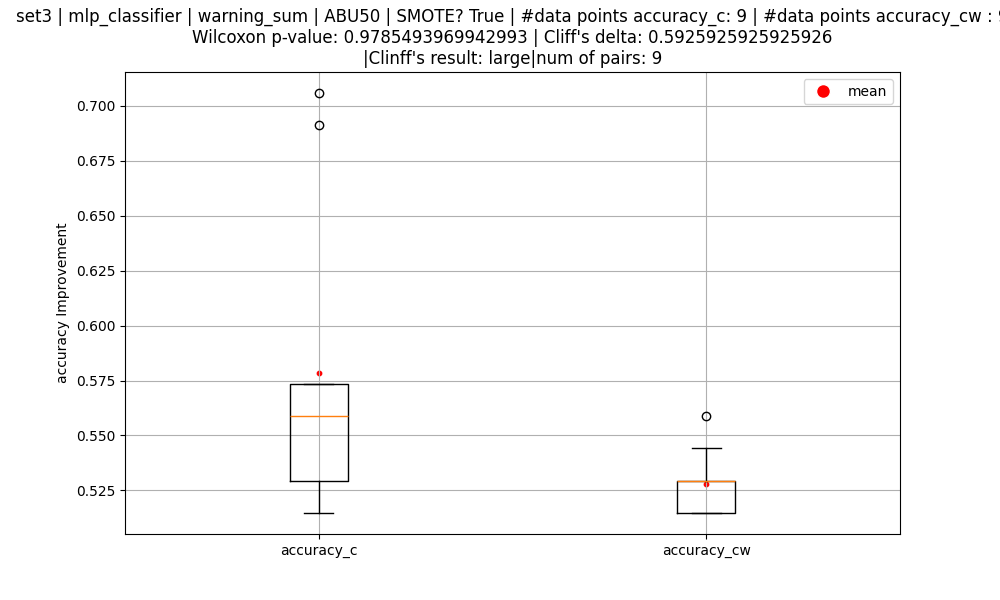 set3 | mlp_classifier | warning_sum | ABU50 | SMOTE? True | #data points accuracy_c: 9 | #data points accuracy_cw :
Wilcoxon p-value: 0.9785493969942993 | Cliff's delta: 0.5925925925925926
|Clinff's result: large|num of pairs: 9
mean
0.700
0.675
0.650
0.625
0.600
0.575
0.550
0.525
accuracy Improvement
accuracy_c
accuracy_cw